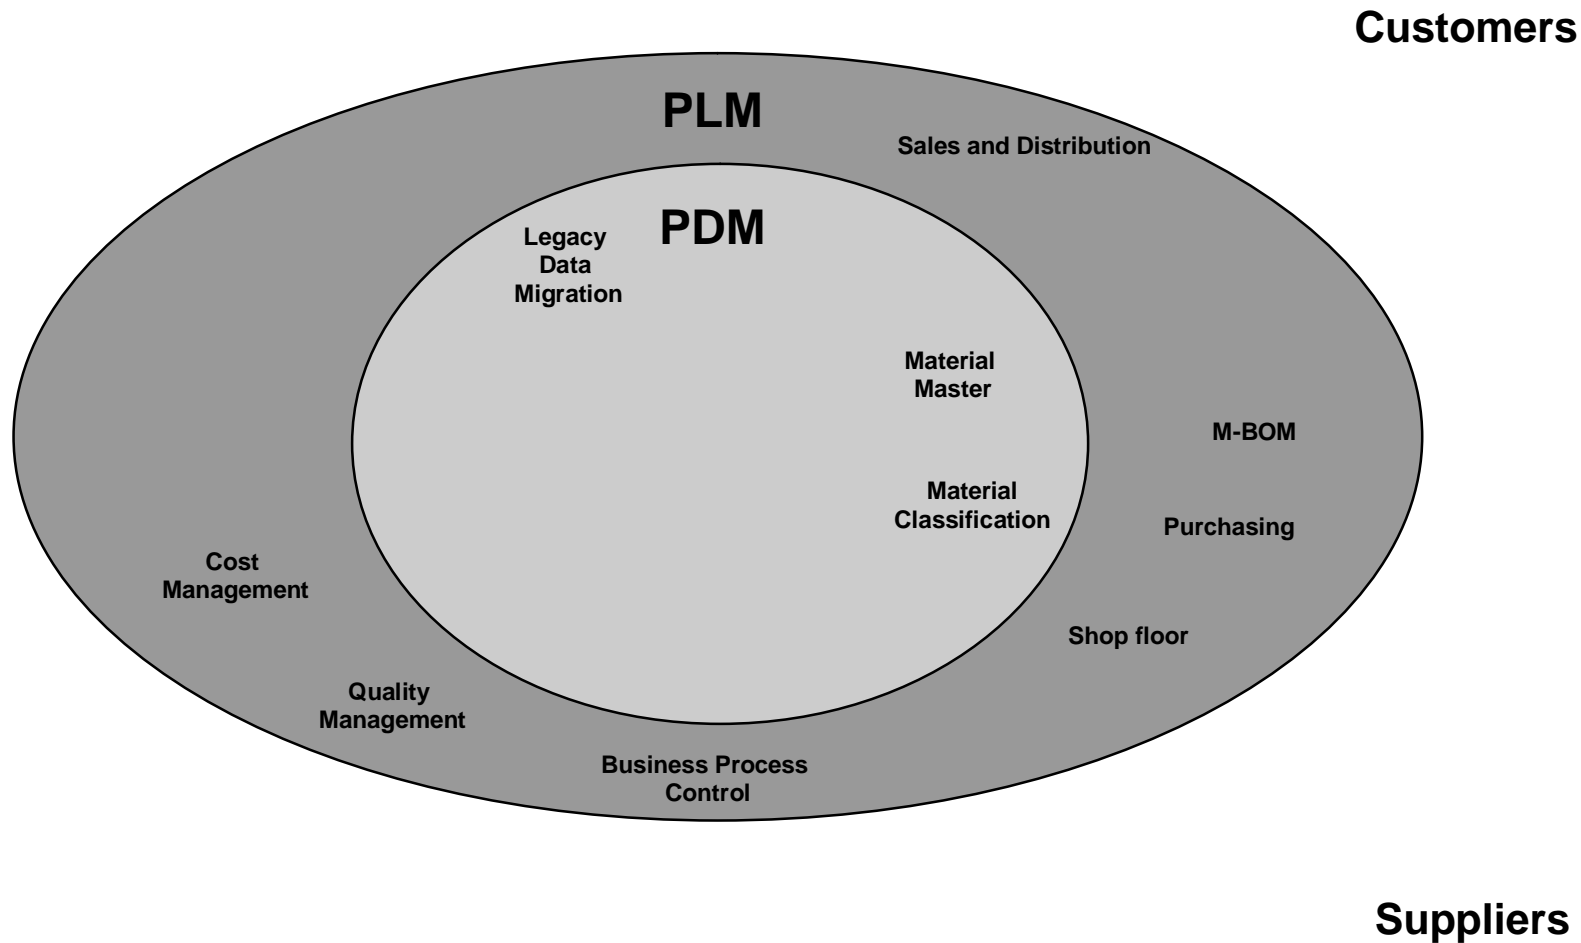 Customers
PLM
Sales and Distribution
PDM
Legacy
Data
Migration
Material
Master
M-BOM
Material
Classification
Purchasing
Cost
Management
Shop floor
Quality
Management
Business Process
Control
Suppliers